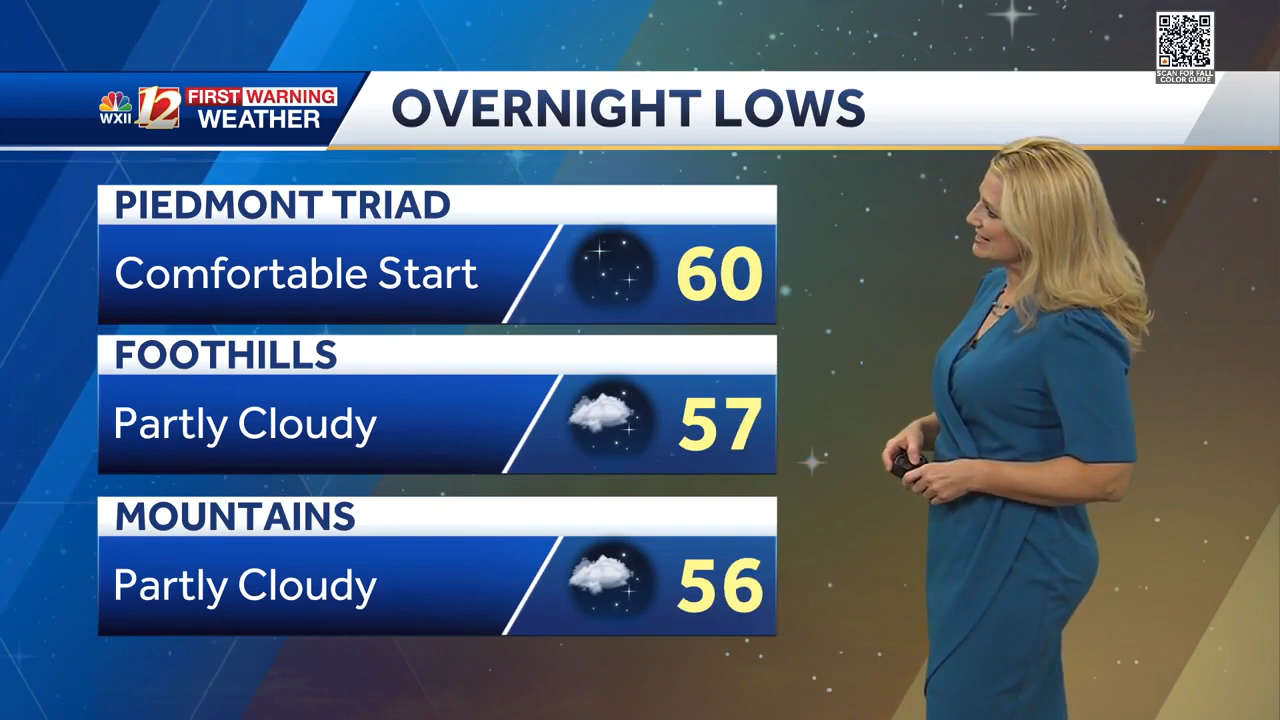 SCAN FOR FALL
COLOR GUIDE
WXII 12 FIRST WARNING
WEATHER
OVERNIGHT LOWS
PIEDMONT TRIAD
Comfortable Start 60
FOOTHILLS
Partly Cloudy 57
MOUNTAINS
Partly Cloudy 56